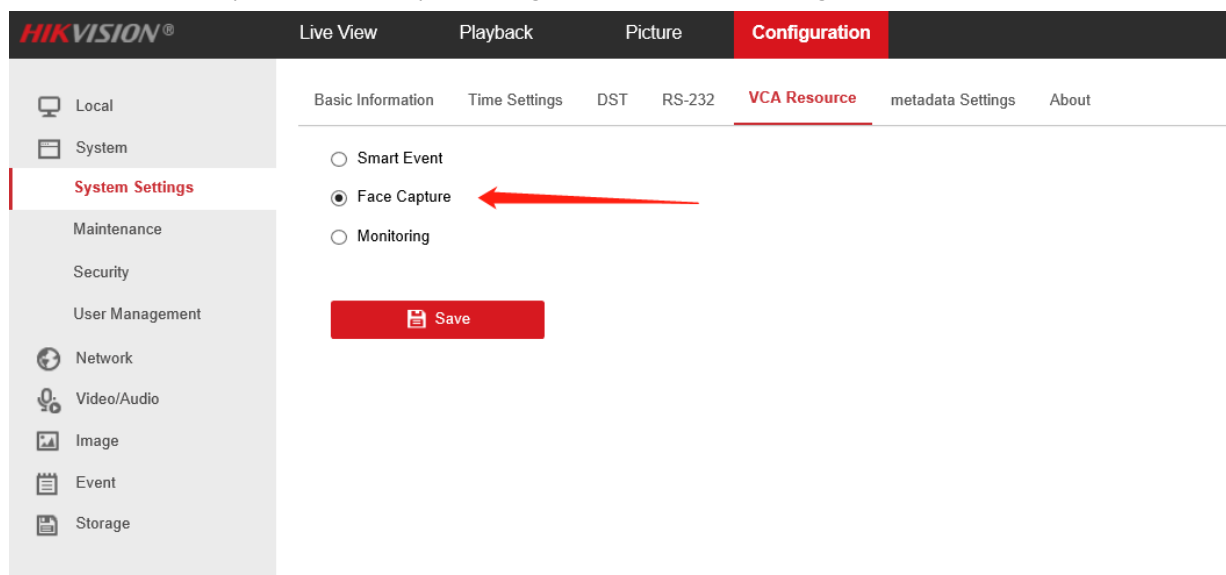 HIKVISION®
Live View Playback Picture Configuration
Local
System
System Settings
Maintenance
Security
User Management
Network
Video/Audio
Image
Event
Storage
Basic Information Time Settings DST RS-232 VCA Resource metadata Settings About
Smart Event
Face Capture
Monitoring
Save